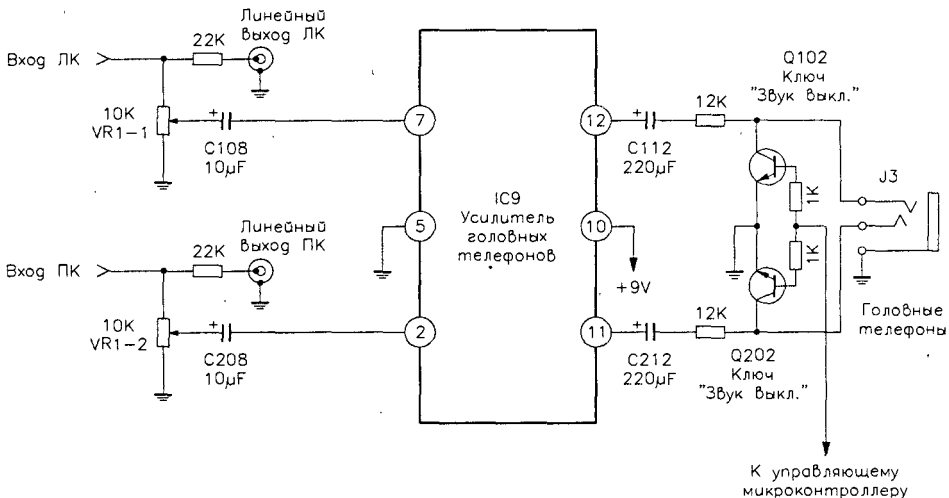 Вход ЛК
22K
Линейный
Выход ЛК
10K
VR1-1
+
C108
10μF
7
12
+
C112
220μF
12K
Q102
Ключ
"Звук Выкл."
1K
1K
J3
IC9
Усилитель
головных
телефонов
5
10
+9V
Вход ПК
22K
Линейный
Выход ПК
10K
VR1-2
+
C208
10μF
2
11
+
C212
220μF
12K
Q202
Ключ
"Звук Выкл."
Головные
телефоны
К управляющему
микроконтроллеру